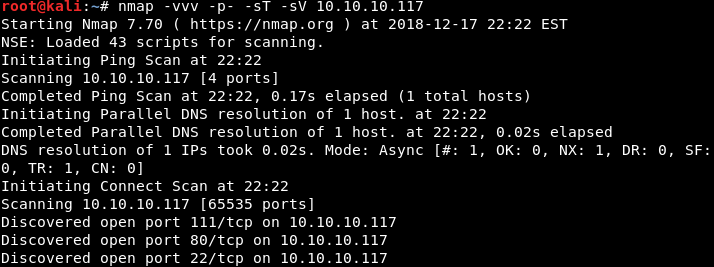 root@kali:~# nmap -vvv -p- -sT -sV 10.10.10.117
Starting Nmap 7.70 ( https://nmap.org ) at 2018-12-17 22:22 EST
NSE: Loaded 43 scripts for scanning.
Initiating Ping Scan at 22:22
Scanning 10.10.10.117 [4 ports]
Completed Ping Scan at 22:22, 0.17s elapsed (1 total hosts)
Initiating Parallel DNS resolution of 1 host. at 22:22
Completed Parallel DNS resolution of 1 host. at 22:22, 0.02s elapsed
DNS resolution of 1 IPs took 0.02s. Mode: Async [#: 1, OK: 0, NX: 1, DR: 0, SF:
0, TR: 1, CN: 0]
Initiating Connect Scan at 22:22
Scanning 10.10.10.117 [65535 ports]
Discovered open port 111/tcp on 10.10.10.117
Discovered open port 80/tcp on 10.10.10.117
Discovered open port 22/tcp on 10.10.10.117